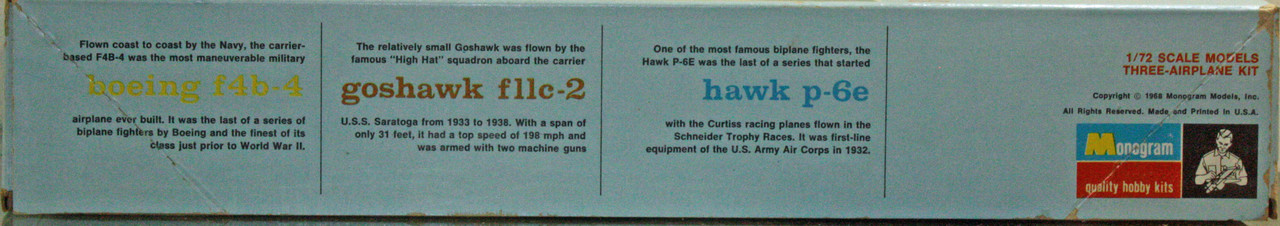 Flown coast to coast by the Navy, the carrier-
based F4B-4 was the most maneuverable military
boeing f4b-4
airplane ever built. It was the last of a series of
biplane fighters by Boeing and the finest of its
class just prior to World War II.
The relatively small Goshawk was flown by the
famous "High Hat" squadron aboard the carrier
goshawk f11c-2
U.S.S. Saratoga from 1933 to 1938. With a span of
only 31 feet, it had a top speed of 198 mph and
was armed with two machine guns
One of the most famous biplane fighters, the
Hawk P-6E was the last of a series that started
hawk p-6e
with the Curtiss racing planes flown in the
Schneider Trophy Races. It was first-line
equipment of the U.S. Army Air Corps in 1932.
1/72 SCALE MODELS
THREE-AIRPLANE KIT
Copyright © 1968 Monogram Models, Inc.
All Rights Reserved. Made and Printed in U.S.A.
Monogram
quality hobby kits